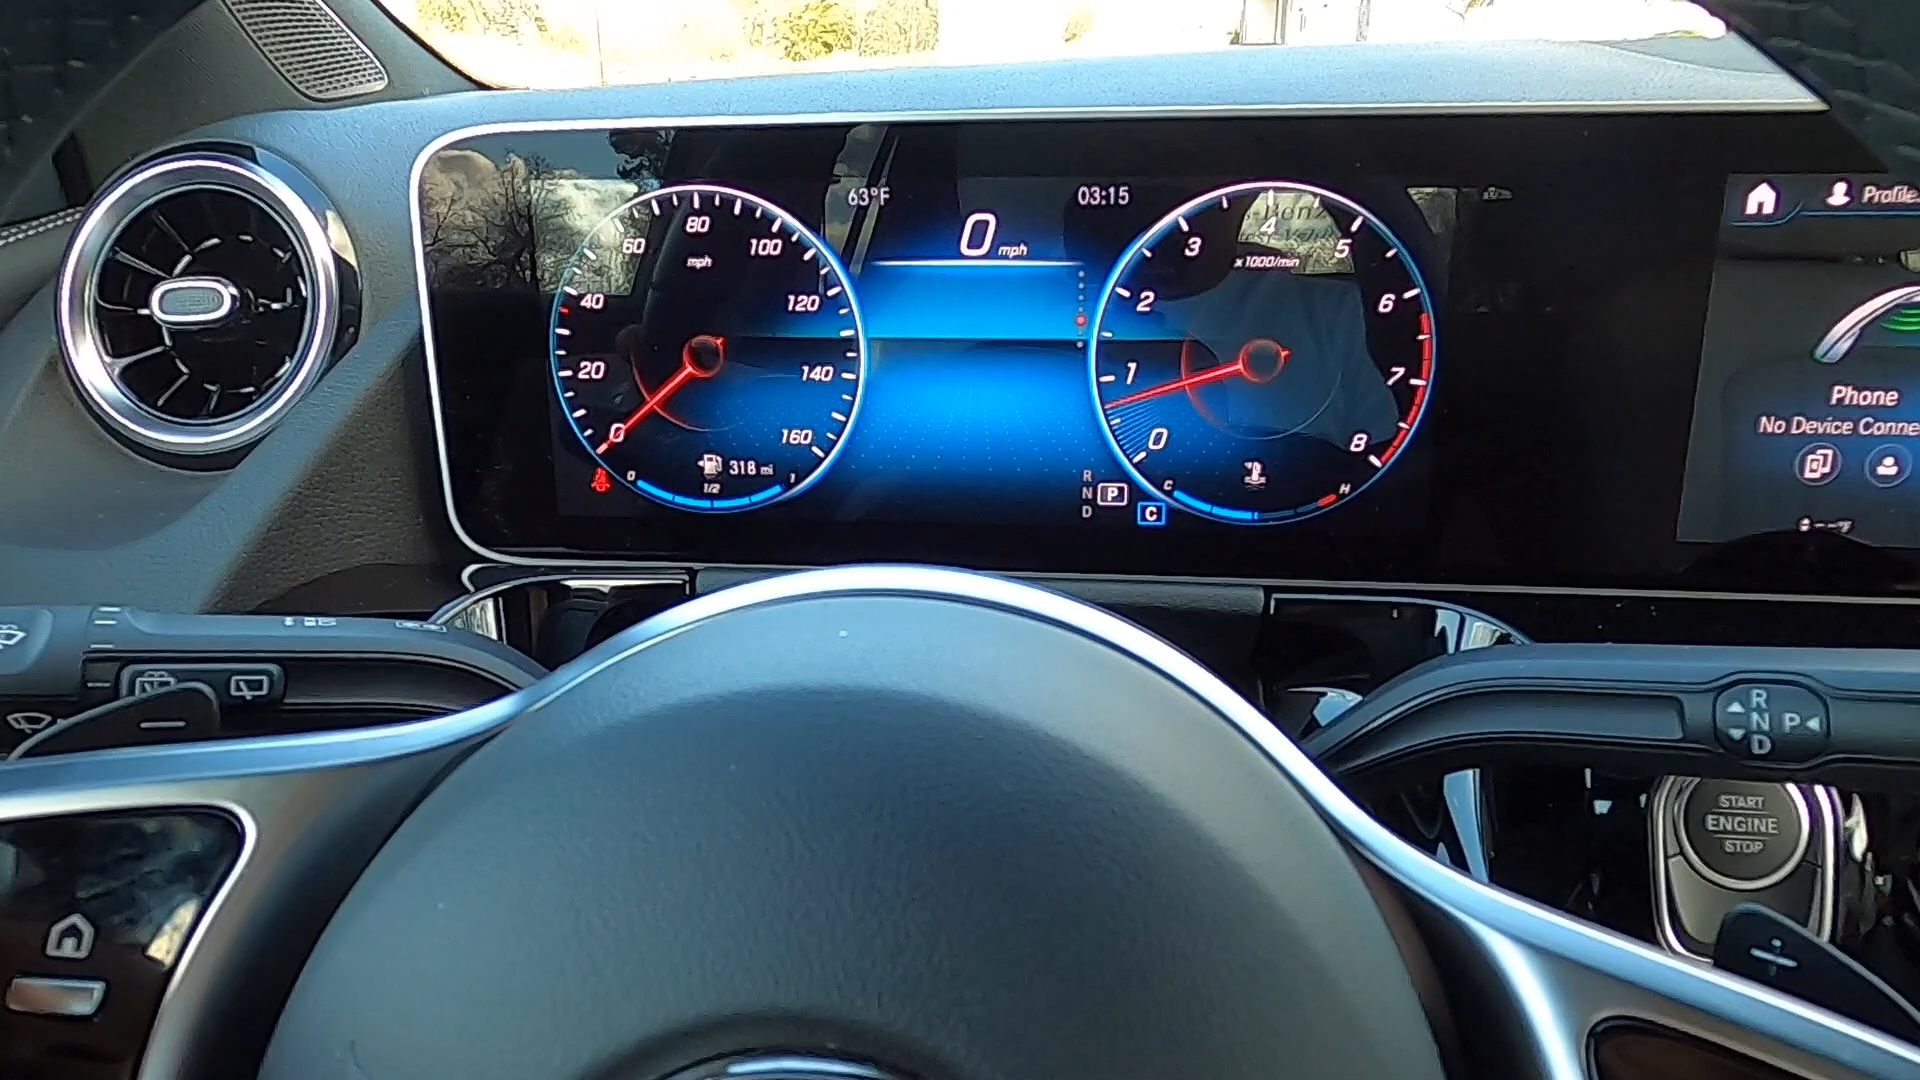 63°F
03:15
0 mph
Profile
80
60
100
mph
40
120
20
140
0
160
318 mi
0
1/2
1
4
3
5
x1000/min
2
6
1
7
0
8
C
H
R
N P
D
C
Phone
No Device Conne
R
N P
D
START
ENGINE
STOP